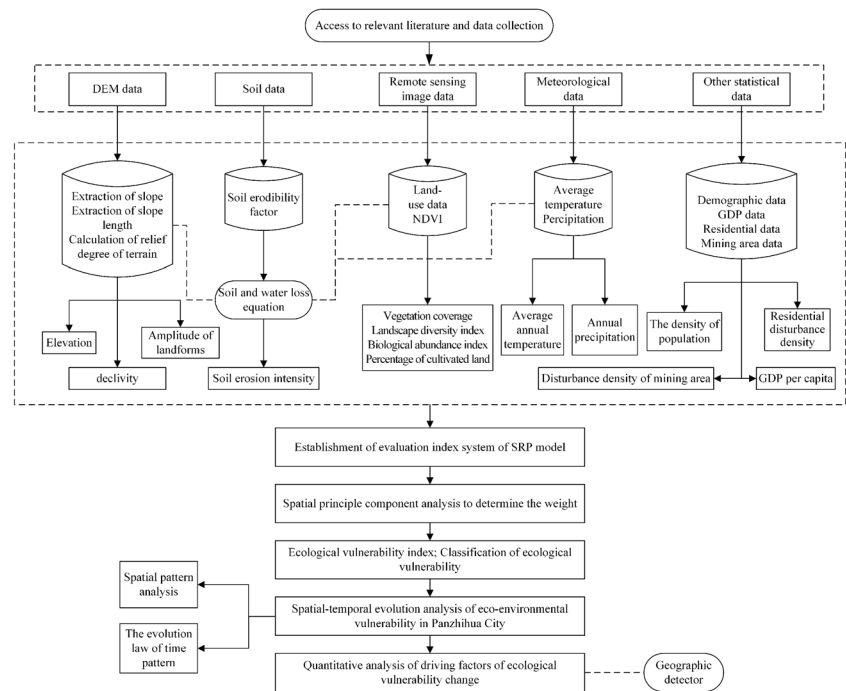 Access to relevant literature and data collection
DEM data
Soil data
Remote sensing
image data
Meteorological
data
Other statistical
data
Extraction of slope
Extraction of slope
length
Calculation of relief
degree of terrain
Soil erodibility
factor
Land-
use data
NDVI
Average
temperature
Percipitation
Demographic data
GDP data
Residential data
Mining area data
Soil and water loss
equation
Elevation
Amplitude of
landforms
declivity
Soil erosion intensity
Vegetation coverage
Landscape diversity index
Biological abundance index
Percentage of cultivated land
Average
annual
temperature
Annual
precipitation
The density of
population
Residential
disturbance
density
Disturbance density of mining area
GDP per capita
Establishment of evaluation index system of SRP model
Spatial principle component analysis to determine the weight
Ecological vulnerability index; Classification of ecological
vulnerability
Spatial pattern
analysis
Spatial-temporal evolution analysis of eco-environmental
vulnerability in Panzhihua City
The evolution
law of time
pattern
Quantitative analysis of driving factors of ecological
vulnerability change
Geographic
detector